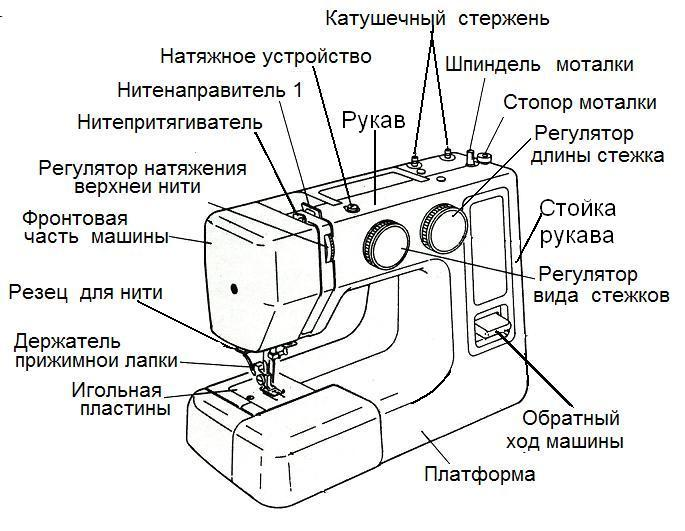 Катушечный стержень
Натяжное устройство
Шпиндель моталки
Нитенаправитель 1
Стопор моталки
Нитепритягиватель
Рукав
Регулятор
длины стежка
Регулятор натяжения
верхнеи нити
Фронтовая
часть машины
Стойка
рукава
Регулятор
вида стежков
Резец для нити
Держатель
прижимнои лапки
Игольная
пластины
Обратный
ход машины
Платформа